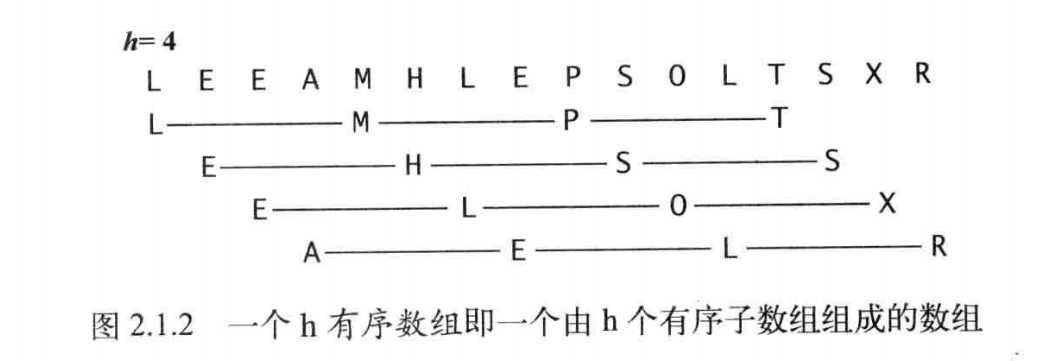 h= 4
L E E A M H L E P S O L T S X R
L M P T
E H S S
E L O X
A E L R
图 2.1.2 一个 h 有序数组即一个由 h 个有序子数组组成的数组